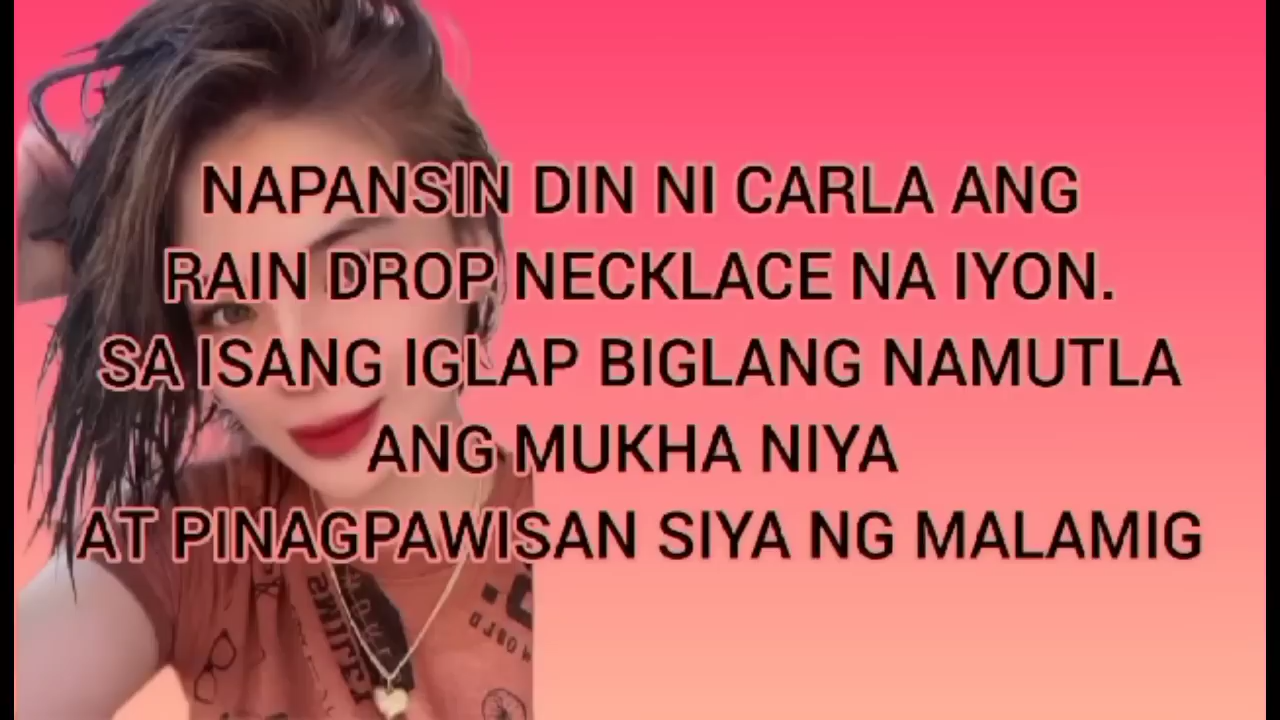 NAPANSIN DIN NI CARLA ANG
RAIN DROP NECKLACE NA IYON.
SA ISANG IGLAP BIGLANG NAMUTLA
ANG MUKHA NIYA
AT PINAGPAWISAN SIYA NG MALAMIG